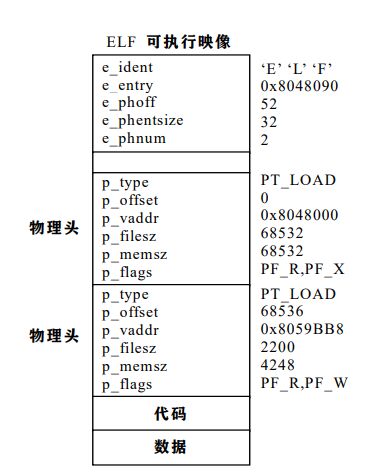 ELF 可执行映像
e_ident ‘E’ ‘L’ ‘F’
e_entry 0x8048090
e_phoff 52
e_phentsize 32
e_phnum 2
物理头
p_type PT_LOAD
p_offset 0
p_vaddr 0x8048000
p_filesz 68532
p_memsz 68532
p_flags PF_R,PF_X
物理头
p_type PT_LOAD
p_offset 68536
p_vaddr 0x8059BB8
p_filesz 2200
p_memsz 4248
p_flags PF_R,PF_W
代码
数据